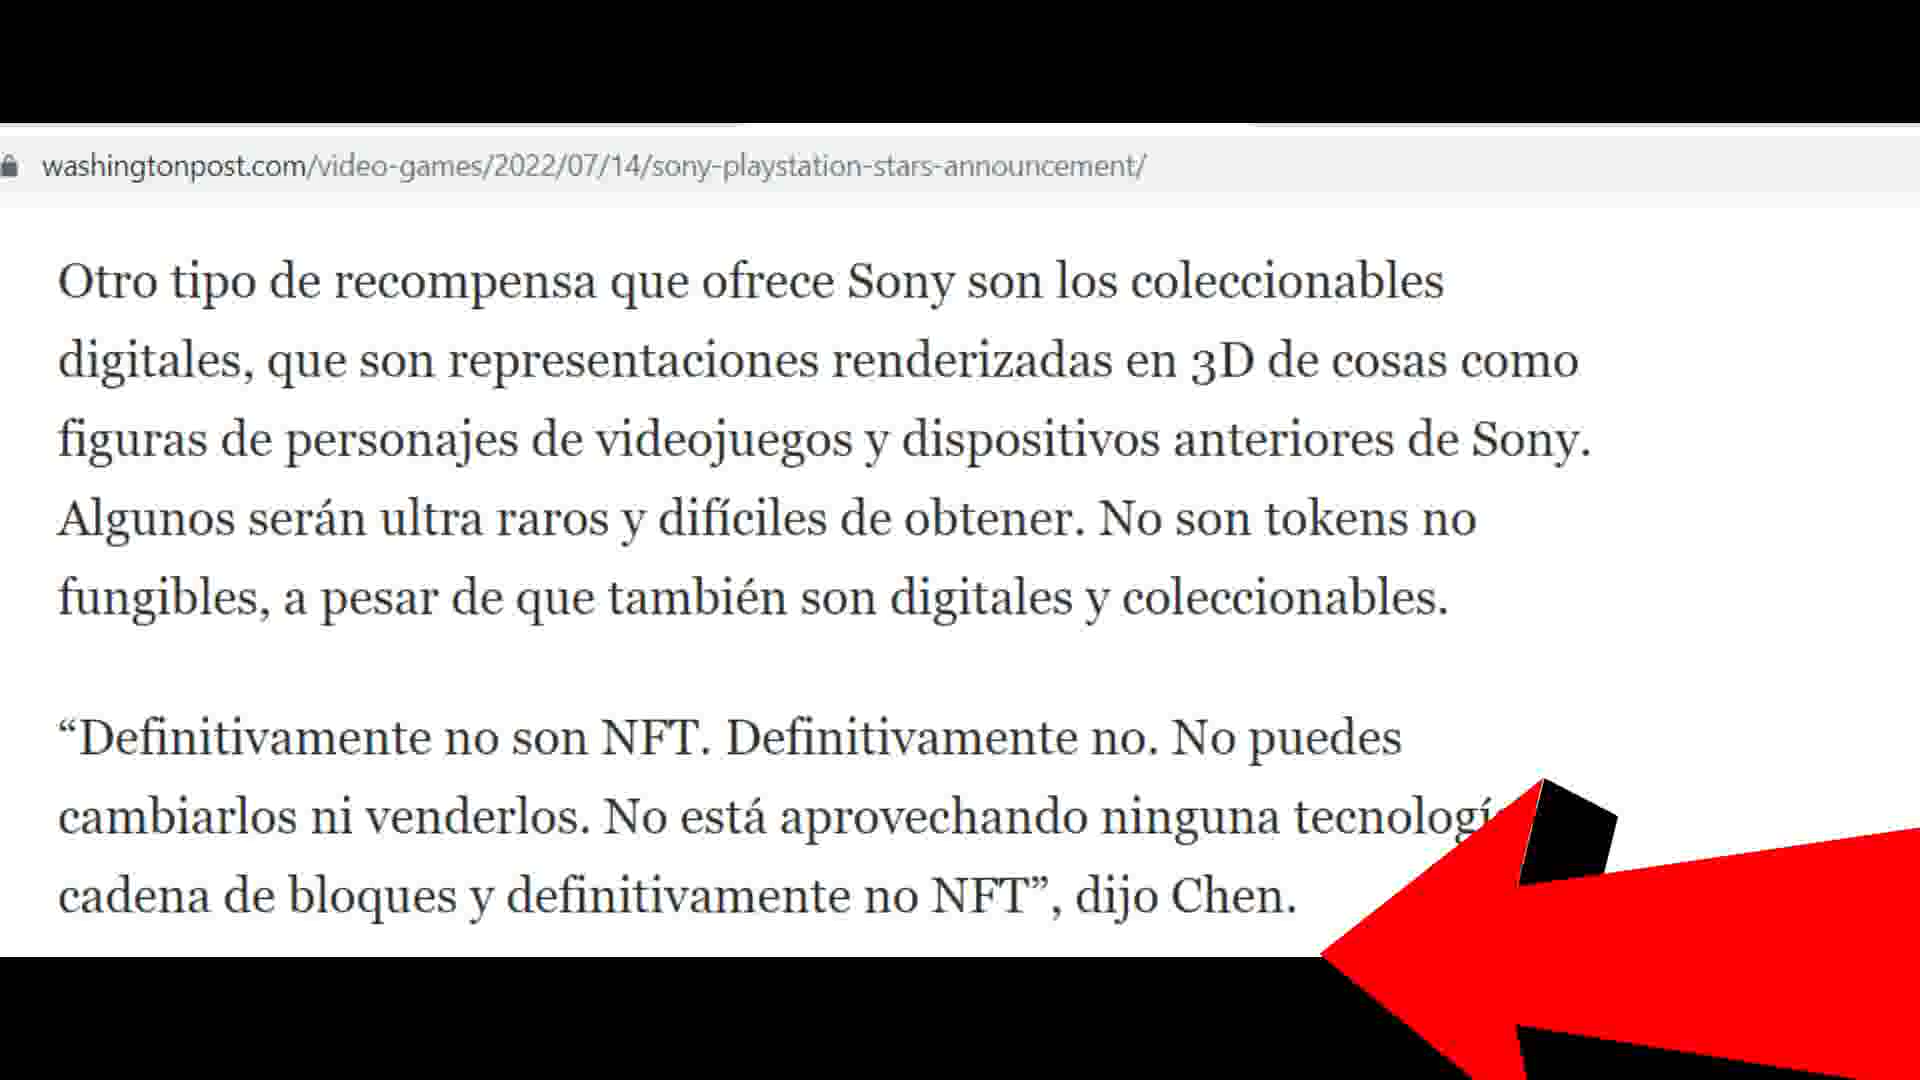 washingtonpost.com/video-games/2022/07/14/sony-playstation-stars-announcement/
Otro tipo de recompensa que ofrece Sony son los coleccionables
digitales, que son representaciones renderizadas en 3D de cosas como
figuras de personajes de videojuegos y dispositivos anteriores de Sony.
Algunos serán ultra raros y difíciles de obtener. No son tokens no
fungibles, a pesar de que también son digitales y coleccionables.
“Definitivamente no son NFT. Definitivamente no. No puedes
cambiarlos ni venderlos. No está aprovechando ninguna
cadena de bloques y definitivamente no NFT”, dijo Chen.